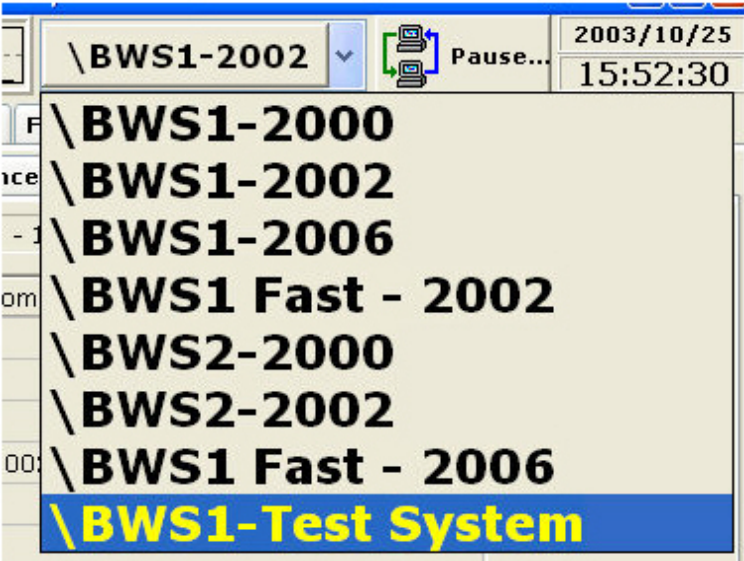 \BWS1-2002
Pause...
2003/10/25
15:52:30
\BWS1-2000
\BWS1-2002
\BWS1-2006
\BWS1 Fast - 2002
\BWS2-2000
\BWS2-2002
\BWS1 Fast - 2006
\BWS1-Test System